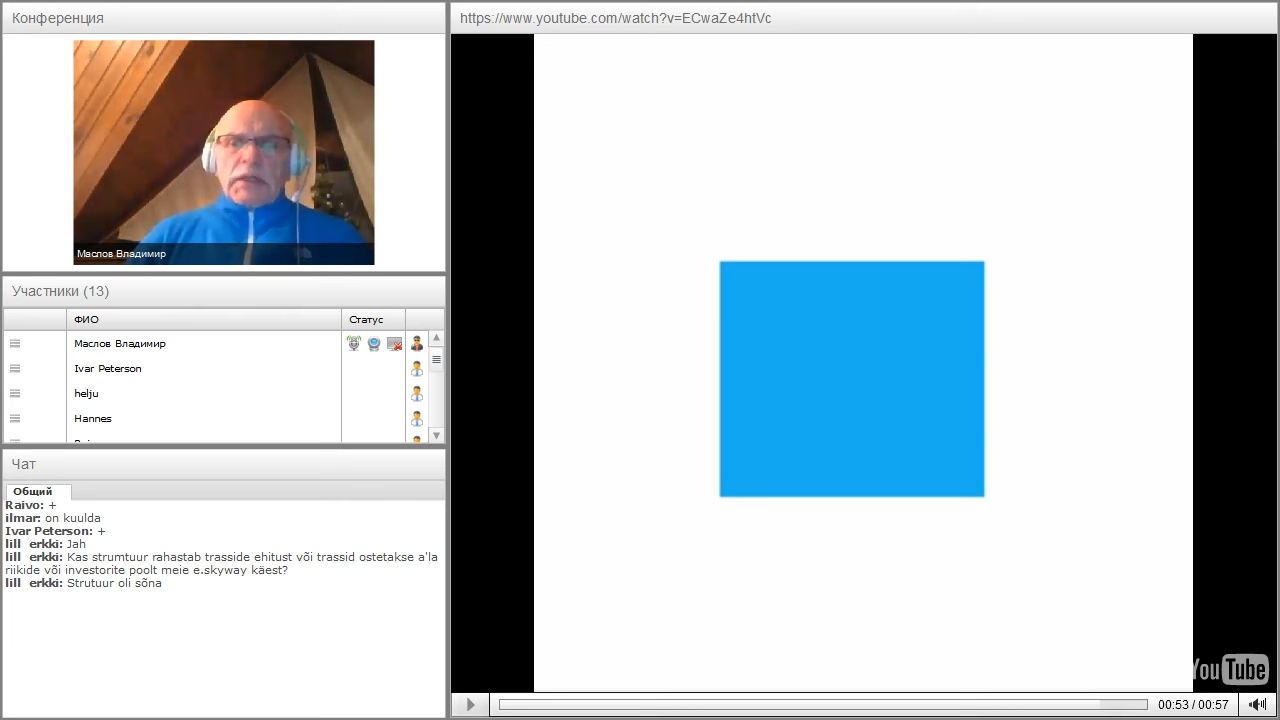 Конференция
Маслов Владимир
Участники (13)
ФИО
Статус
Маслов Владимир
Ivar Peterson
helju
Hannes
Чат
Общий
Raivo: +
ilmar: on kuulda
Ivar Peterson: +
lill erkki: Jah
lill erkki: Kas strumtuur rahastab trasside ehitust või trassid ostetakse a'la
riikide või investorite poolt meie e.skyway käest?
lill erkki: Strutuur oli sõna
https://www.youtube.com/watch?v=ECwaZe4htVc
YouTube
00:53 / 00:57